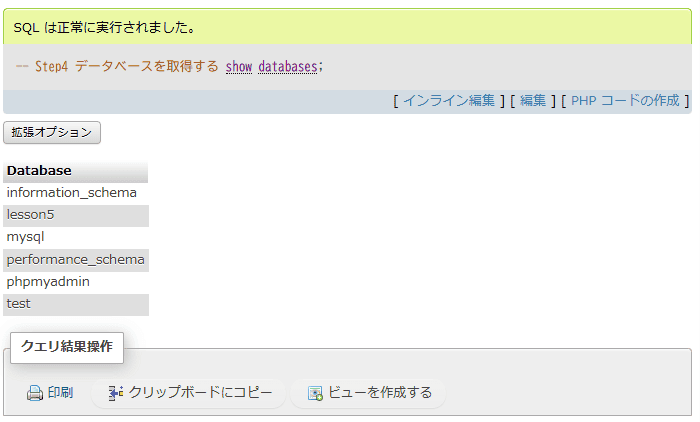 SQL は正常に実行されました。
-- Step4 データベースを取得する show databases;
[ インライン編集 ] [ 編集 ] [ PHP コードの作成 ]
拡張オプション
Database
information_schema
lesson5
mysql
performance_schema
phpmyadmin
test
クエリ結果操作
印刷 クリップボードにコピー ビューを作成する